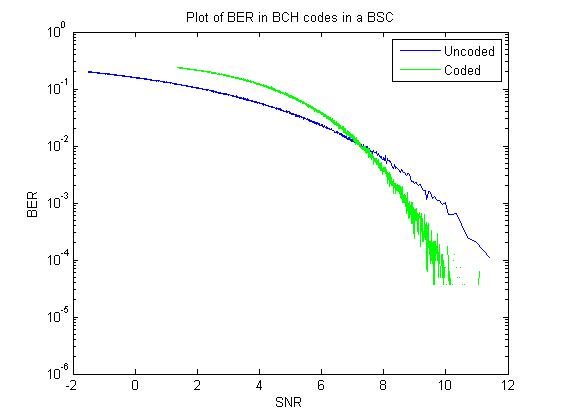 Plot of BER in BCH codes in a BSC
10^0
10^-1
10^-2
10^-3
10^-4
10^-5
10^-6
BER
Uncoded
Coded
-2 0 2 4 6 8 10 12
SNR